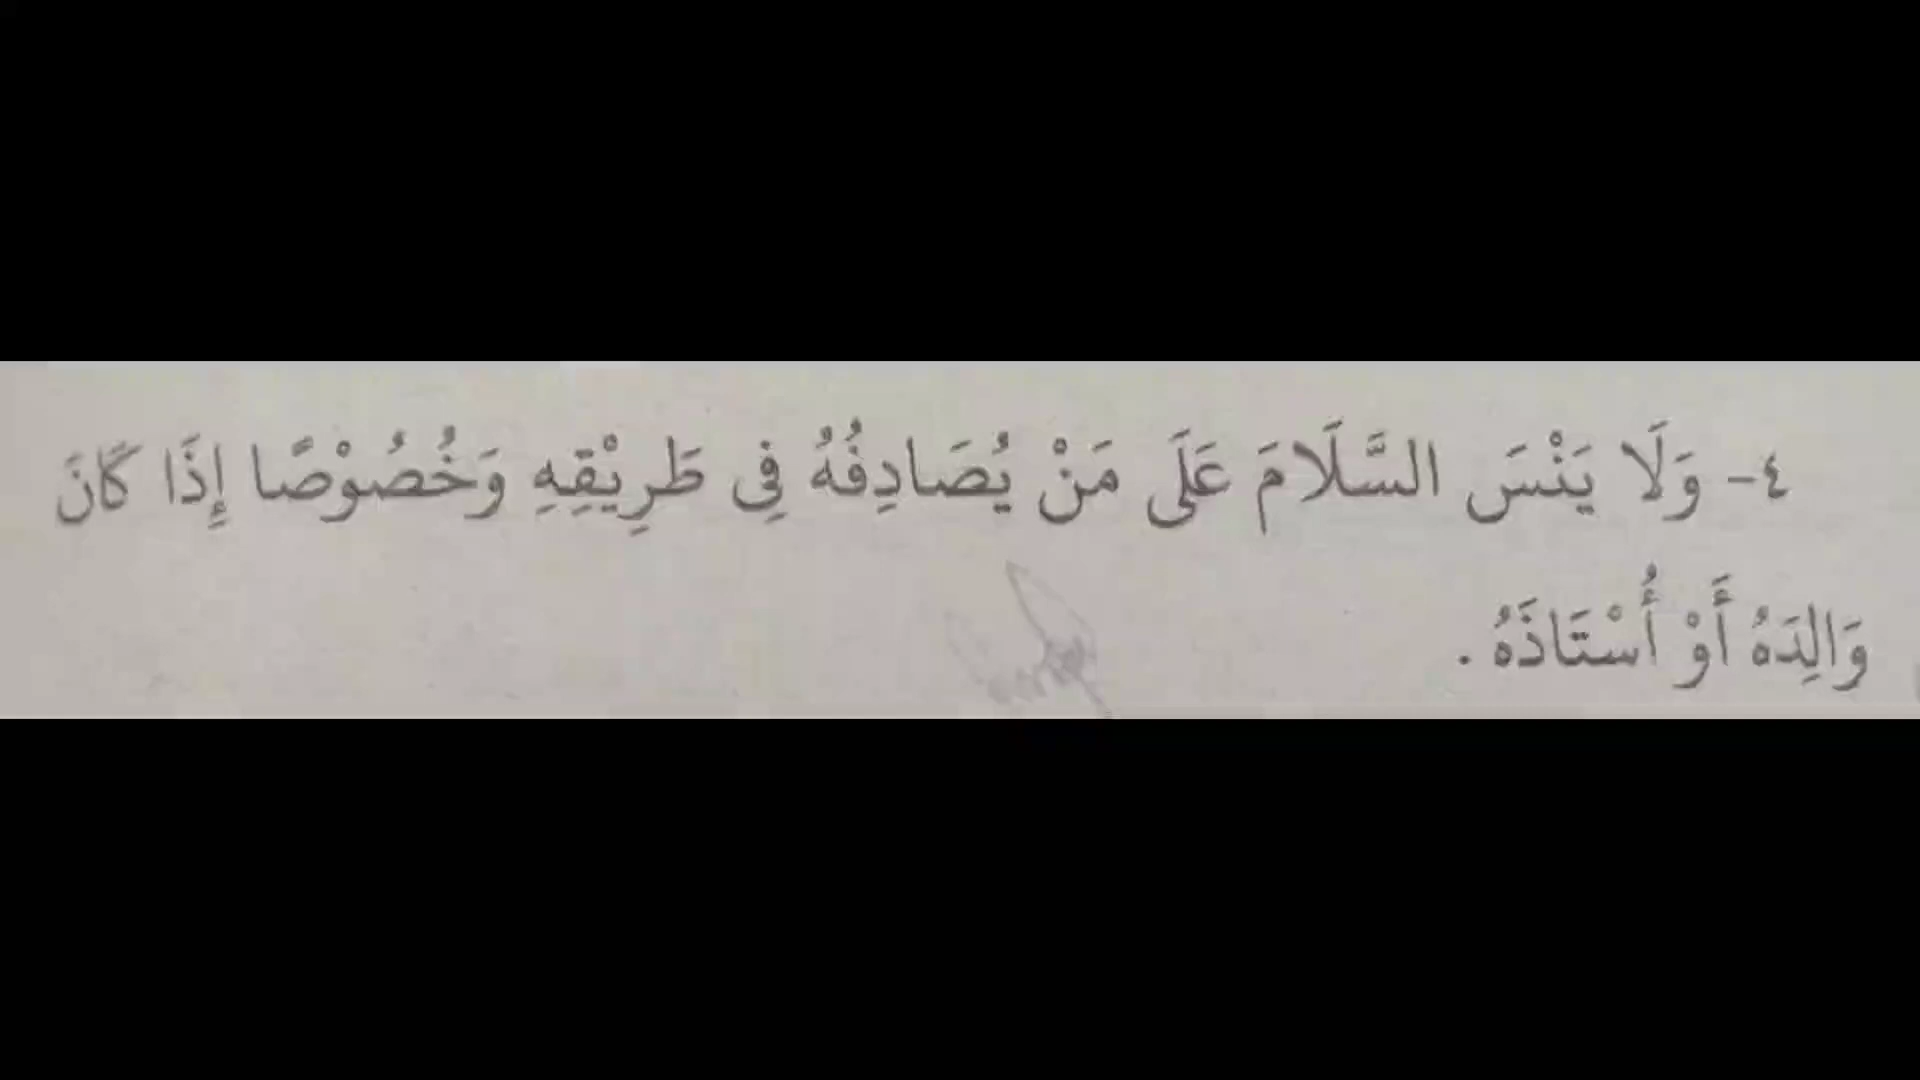 ٤- وَلَا يَنْسَ السَّلَامَ عَلَى مَنْ يُصَادِفُهُ فِى طَرِيْقِهِ وَخُصُوْصًا إِذَا كَانَ
وَالِدَهُ أَوْ أُسْتَاذَهُ .